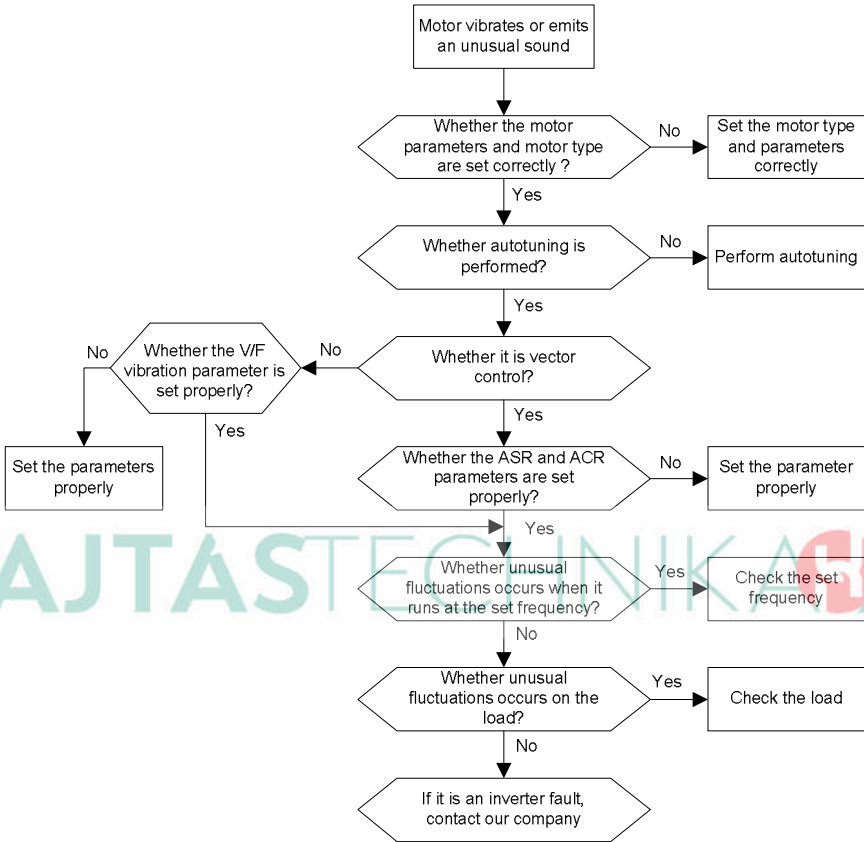 Motor vibrates or emits
an unusual sound
Whether the motor
parameters and motor type
are set correctly ?
No
Set the motor type
and parameters
correctly
Yes
Whether autotuning is
performed?
No
Perform autotuning
Yes
Whether it is vector
control?
No
Whether the V/F
vibration parameter is
set properly?
No
Set the parameters
properly
Yes
Yes
Whether the ASR and ACR
parameters are set
properly?
No
Set the parameter
properly
Yes
Whether unusual
fluctuations occurs when it
runs at the set frequency?
Yes
Check the set
frequency
No
Whether unusual
fluctuations occurs on the
load?
Yes
Check the load
No
If it is an inverter fault,
contact our company
AJTÁSTECHNIKA